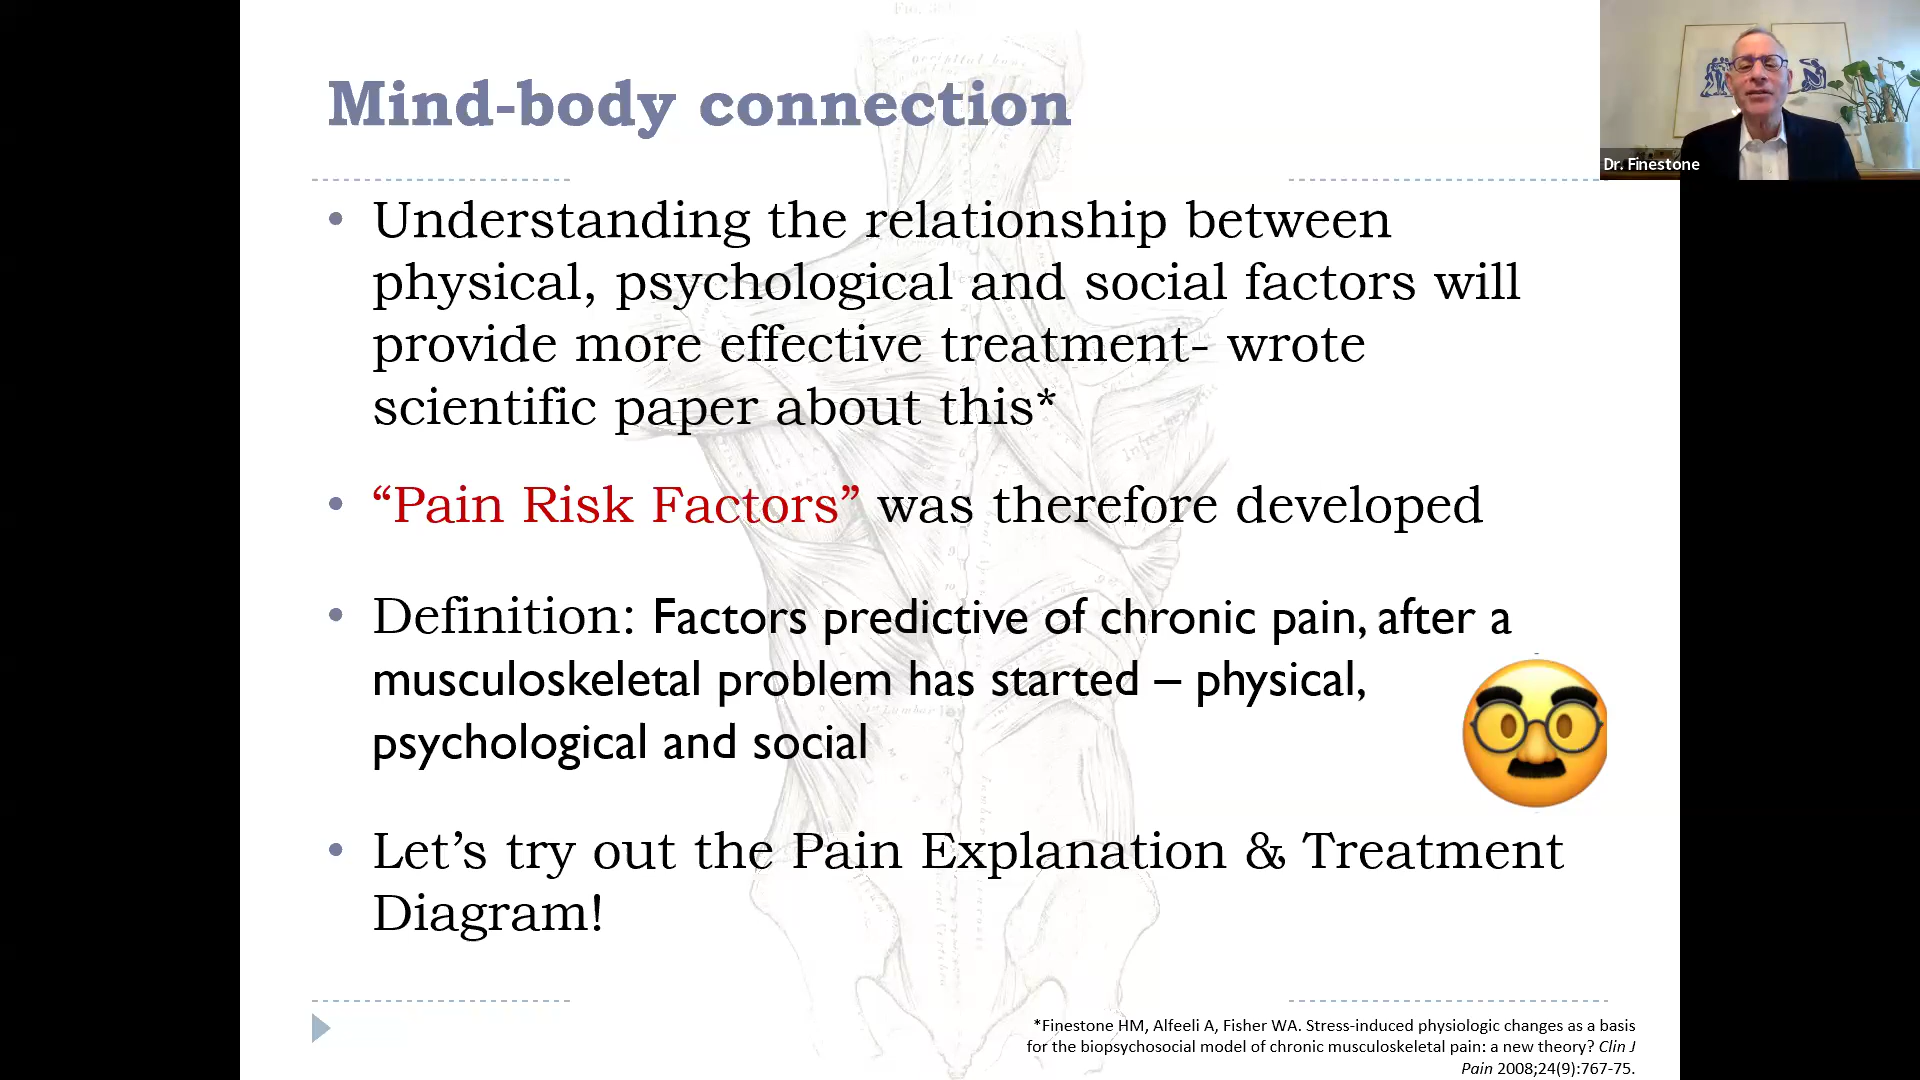 Mind-body connection
Dr. Finestone
• Understanding the relationship between
physical, psychological and social factors will
provide more effective treatment- wrote
scientific paper about this*
• “Pain Risk Factors” was therefore developed
• Definition: Factors predictive of chronic pain, after a
musculoskeletal problem has started – physical,
psychological and social
• Let’s try out the Pain Explanation & Treatment
Diagram!
*Finestone HM, Alfeeli A, Fisher WA. Stress-induced physiologic changes as a basis
for the biopsychosocial model of chronic musculoskeletal pain: a new theory? Clin J
Pain 2008;24(9):767-75.